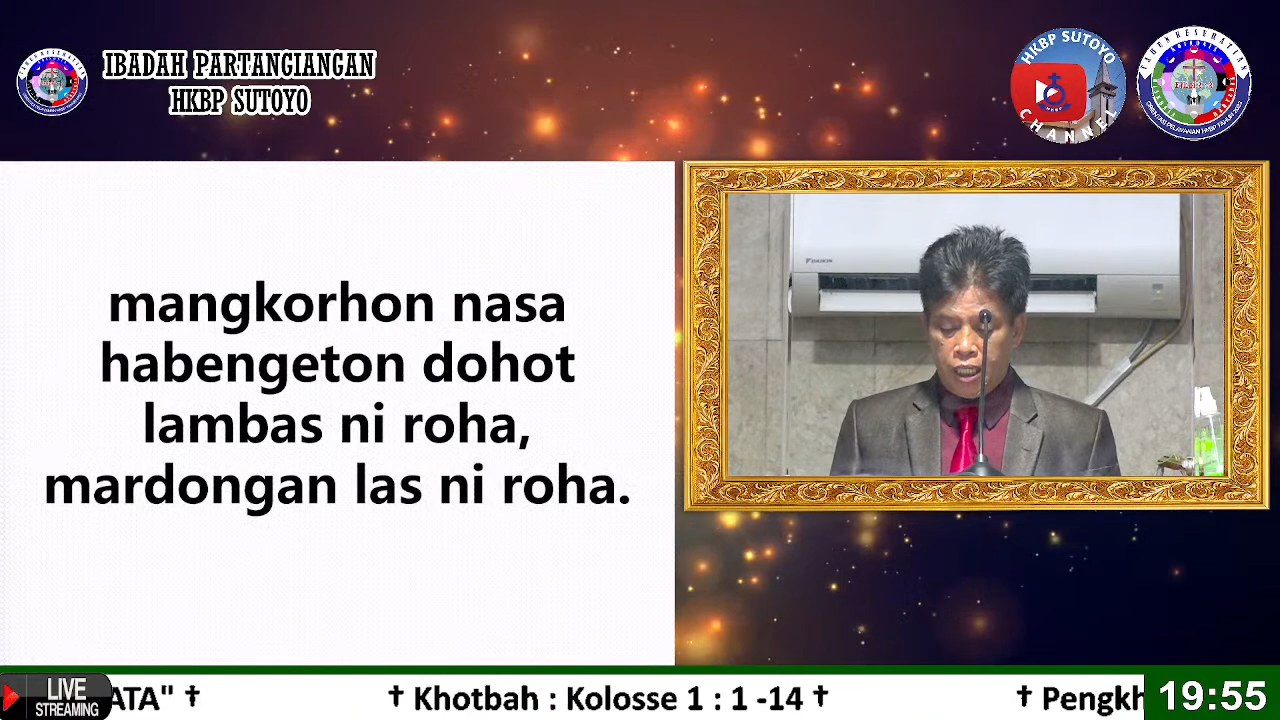 IBADAH PARTANGIANGAN
HKBP SUTOYO
HKBP SUTOYO
CHANNEL
mangkorhon nasa
habengeton dohot
lambas ni roha,
mardongan las ni roha.
DAIKIN
LIVE
STREAMING
ATA" ✝ ✝ Khotbah : Kolosse 1 : 1 -14 ✝ ✝ Pengkh
19:55